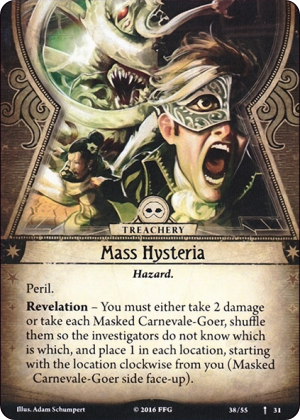 TREACHERY
Mass Hysteria
Hazard.
Peril.
Revelation – You must either take 2 damage
or take each Masked Carnevale-Goer, shuffle
them so the investigators do not know which
is which, and place 1 in each location, starting
with the location clockwise from you (Masked
Carnevale-Goer side face-up).
Illus. Adam Schumpert © 2016 FFG 38/55 31